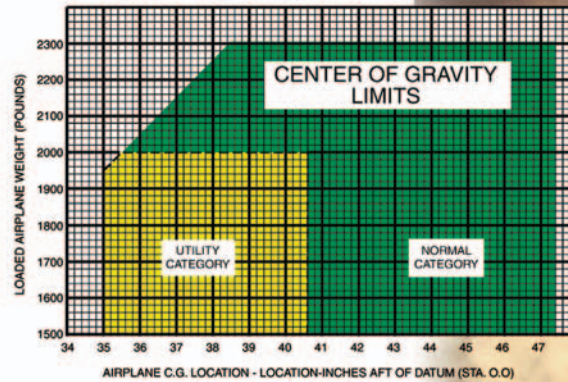 CENTER OF GRAVITY
LIMITS
LOADED AIRPLANE WEIGHT (POUNDS)
2300
2200
2100
2000
1900
1800
1700
1600
1500
UTILITY
CATEGORY
NORMAL
CATEGORY
34 35 36 37 38 39 40 41 42 43 44 45 46 47
AIRPLANE C.G. LOCATION - LOCATION-INCHES AFT OF DATUM (STA. O.O)